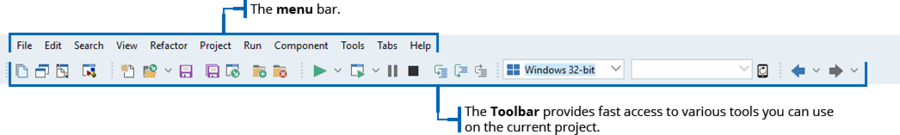 The menu bar.
File Edit Search View Refactor Project Run Component Tools Tabs Help
Windows 32-bit
The Toolbar provides fast access to various tools you can use
on the current project.